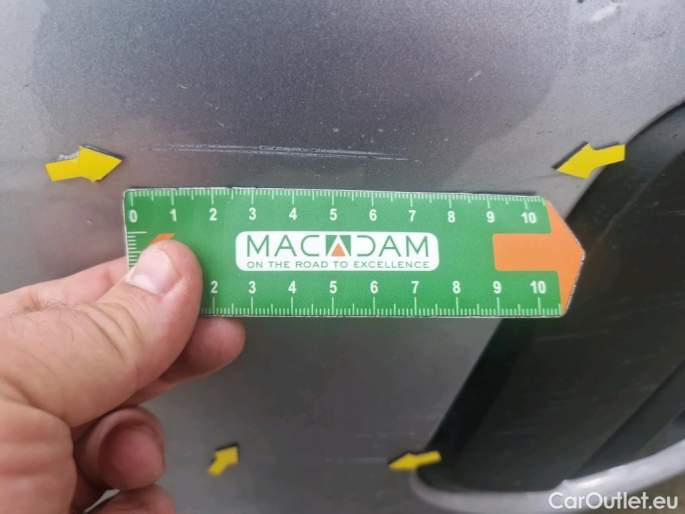 0 1 2 3 4 5 6 7 8 9 10
MACADAM
ON THE ROAD TO EXCELLENCE
2 3 4 5 6 7 8 9 10
CarOutlet.eu